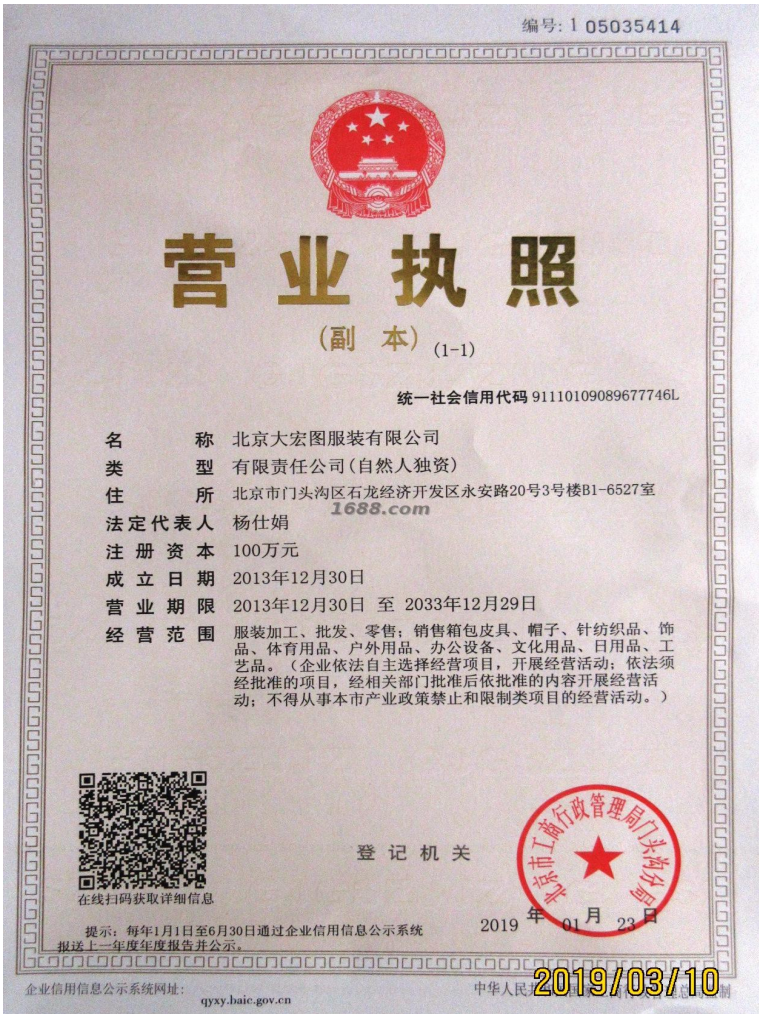 编号: 1 05035414
营业执照
(副 本) (1-1)
统一社会信用代码 91110109089677746L
名 称 北京大宏图服装有限公司
类 型 有限责任公司(自然人独资)
住 所 北京市门头沟区石龙经济开发区永安路20号3号楼B1-6527室
1688.com
法定代表人 杨仕娟
注册资本 100万元
成立日期 2013年12月30日
营业期限 2013年12月30日 至 2033年12月29日
经营范围 服装加工、批发、零售；销售箱包皮具、帽子、针纺织品、饰
品、体育用品、户外用品、办公设备、文化用品、日用品、工
艺品。（企业依法自主选择经营项目，开展经营活动；依法须
经批准的项目，经相关部门批准后依批准的内容开展经营活
动；不得从事本市产业政策禁止和限制类项目的经营活动。）
北京市工商行政管理局门头沟分局
登记机关
在线扫码获取详细信息
2019 年 01 月 23 日
提示：每年1月1日至6月30日通过企业信用信息公示系统
报送上一年度年度报告并公示。
企业信用信息公示系统网址：
qyxy.baic.gov.cn
中华人民
2019/03/10
制